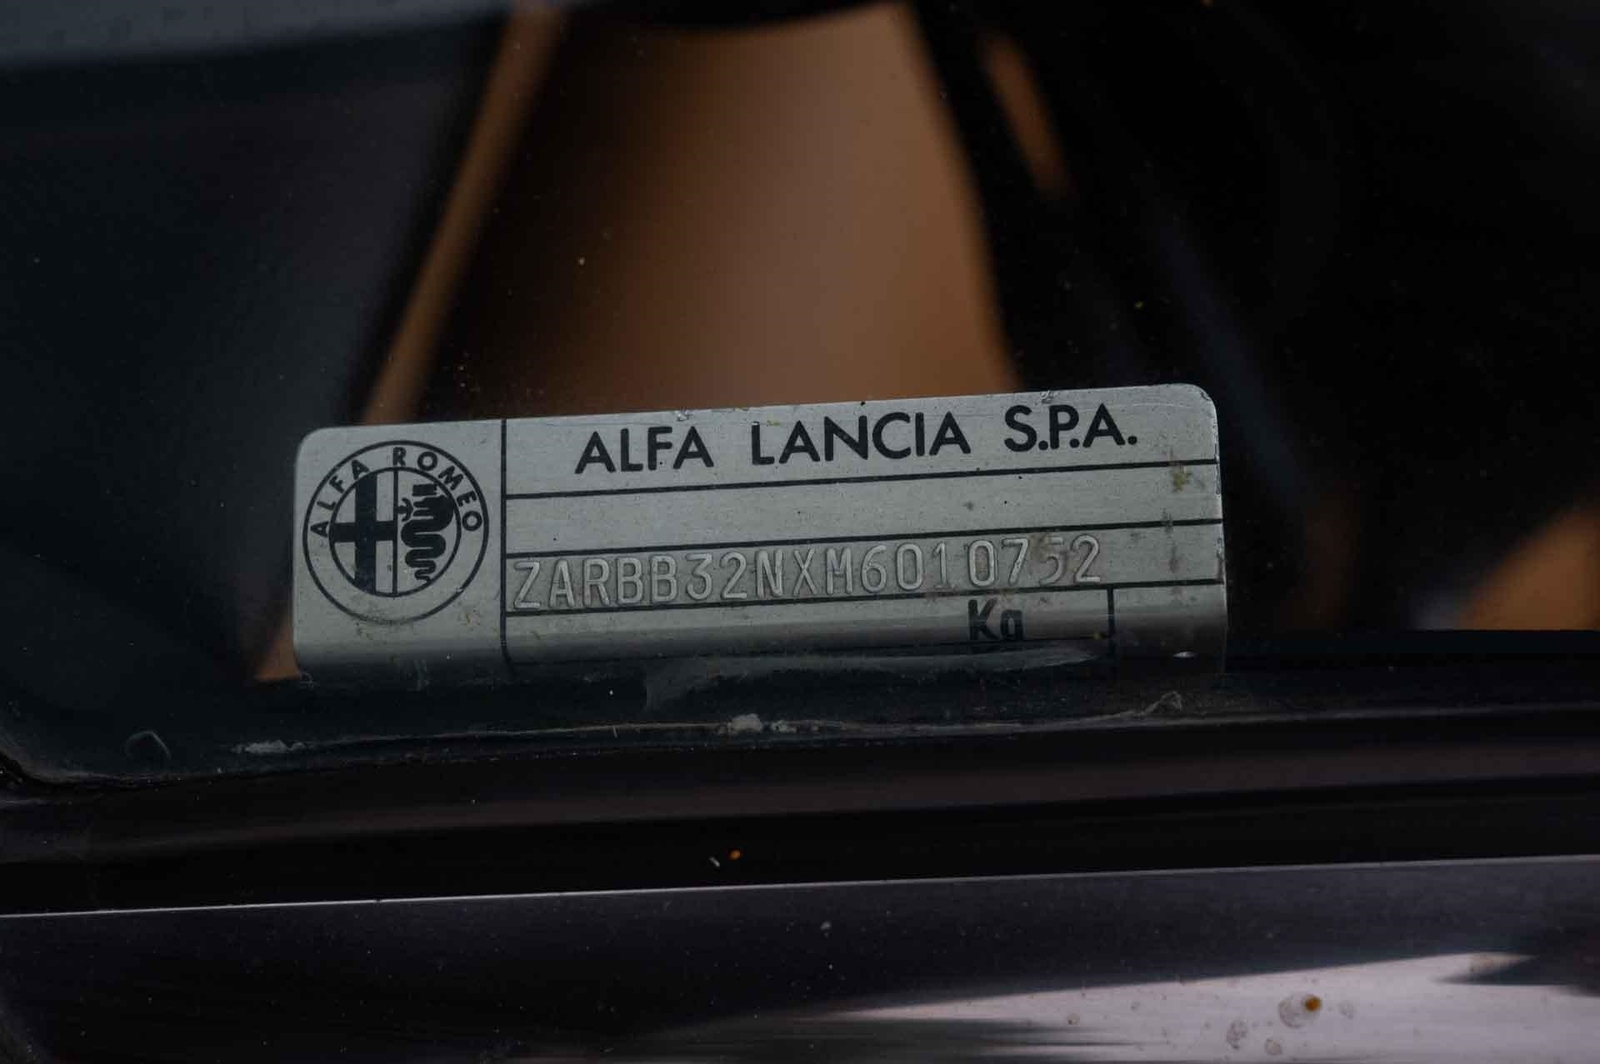 ALFA ROMEO
ALFA LANCIA S.P.A.
ZARBB32NXM6010752
Kg